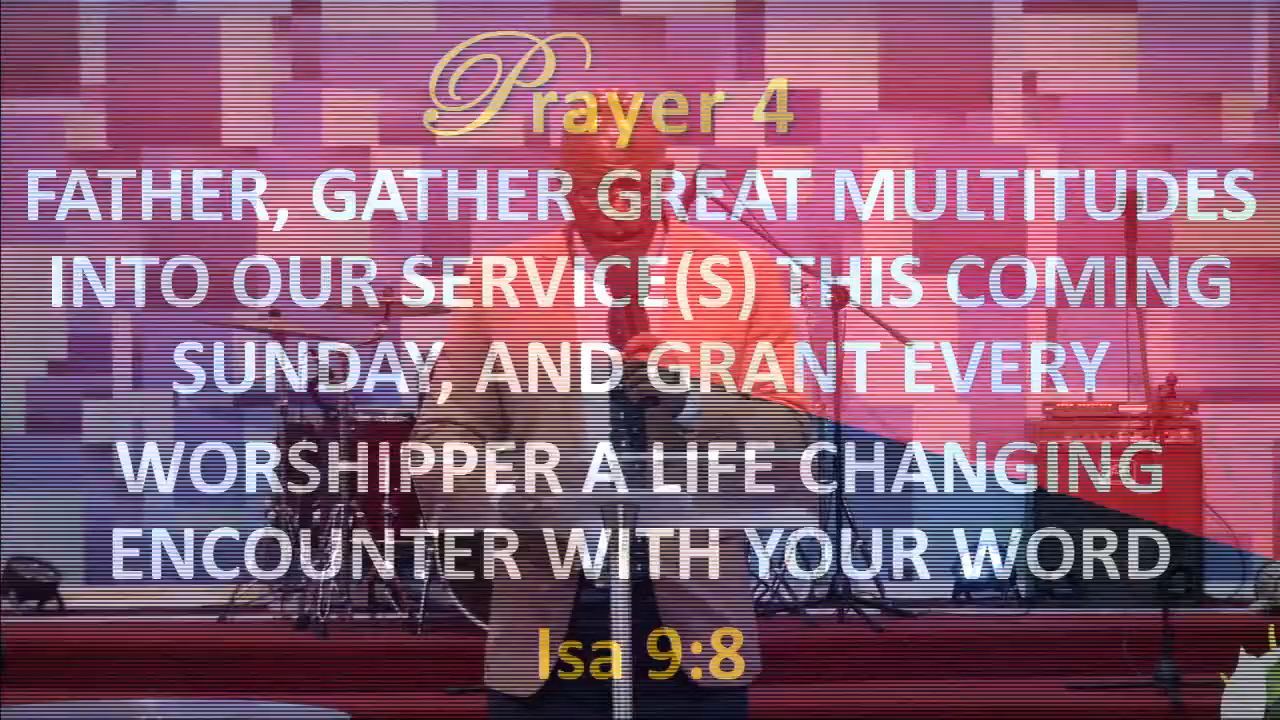 Prayer 4
FATHER, GATHER GREAT MULTITUDES
INTO OUR SERVICE(S) THIS COMING
SUNDAY, AND GRANT EVERY
WORSHIPPER A LIFE CHANGING
ENCOUNTER WITH YOUR WORD
Isa 9:8